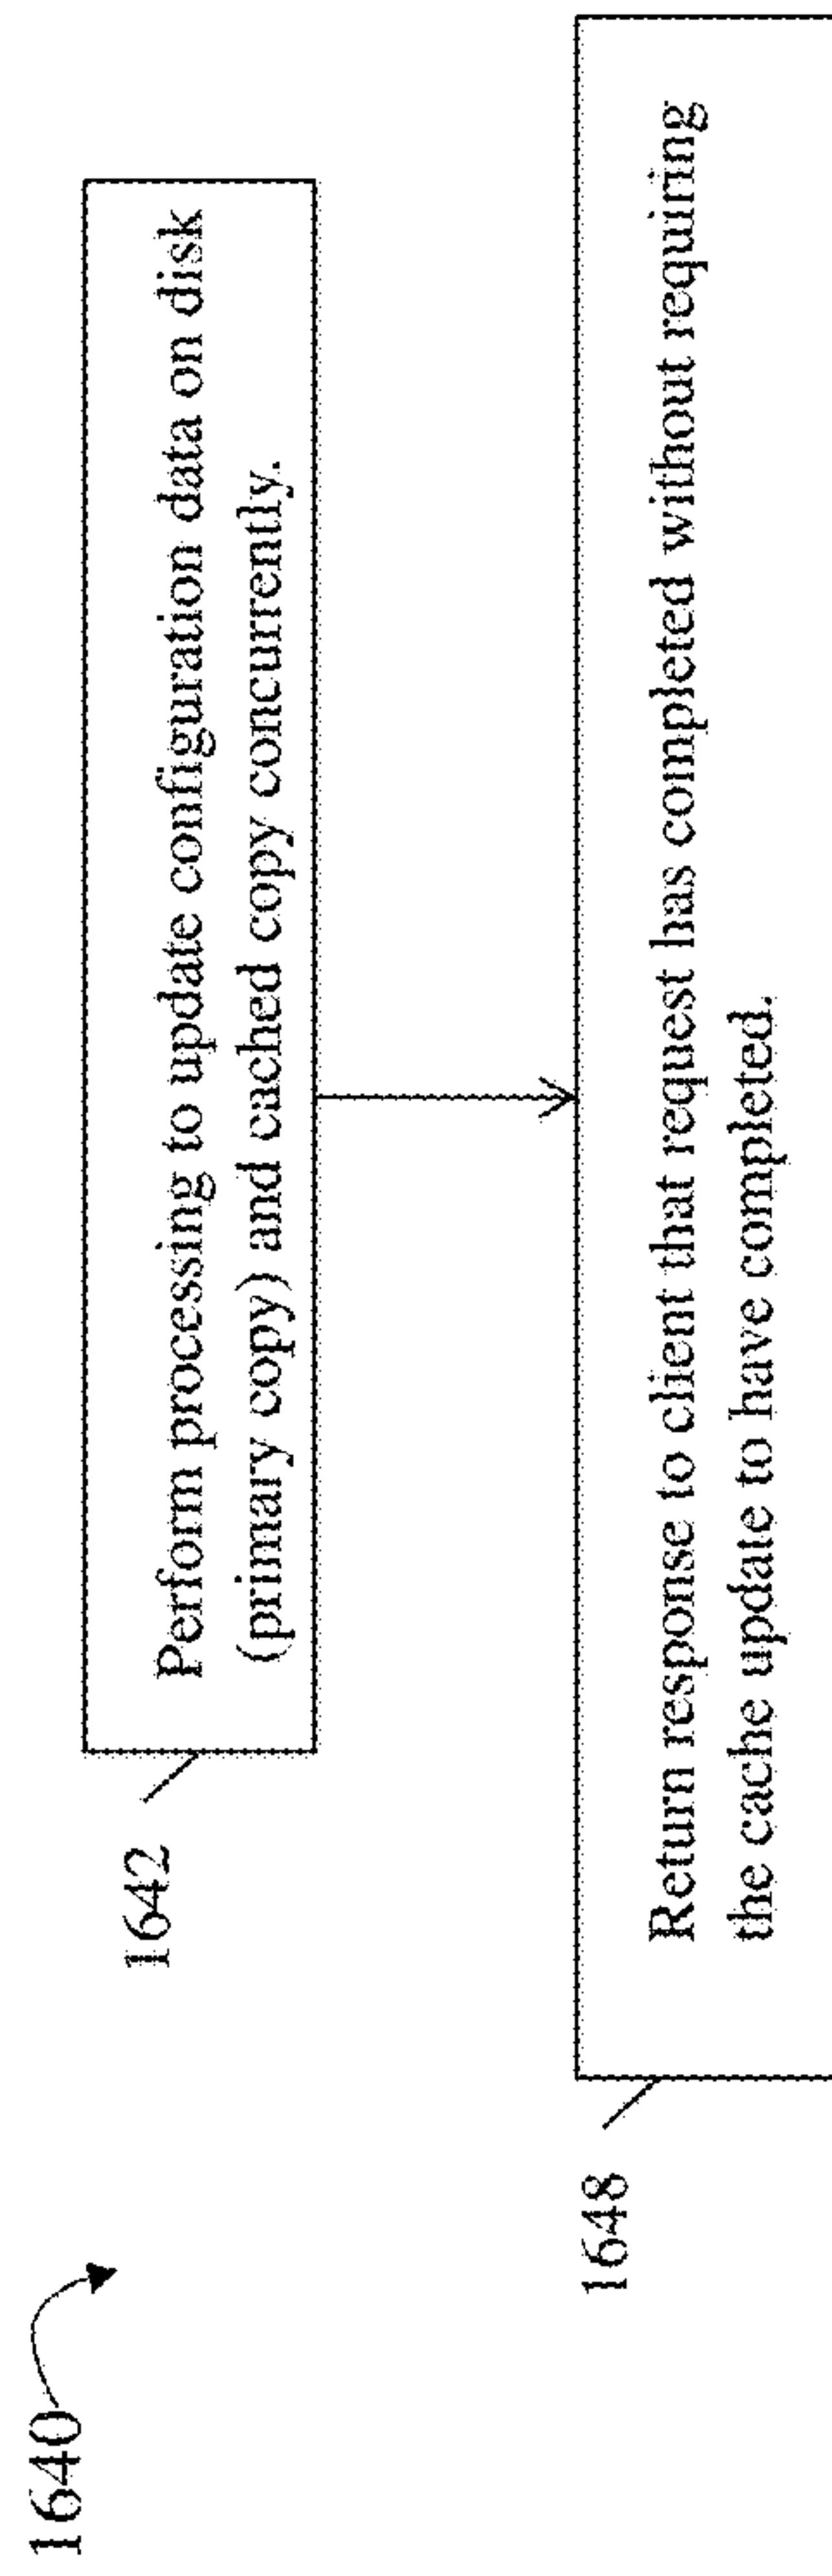 1640
1642
Perform processing to update configuration data on disk
(primary copy) and cached copy concurrently.
1648
Return response to client that request has completed without requiring
the cache update to have completed.